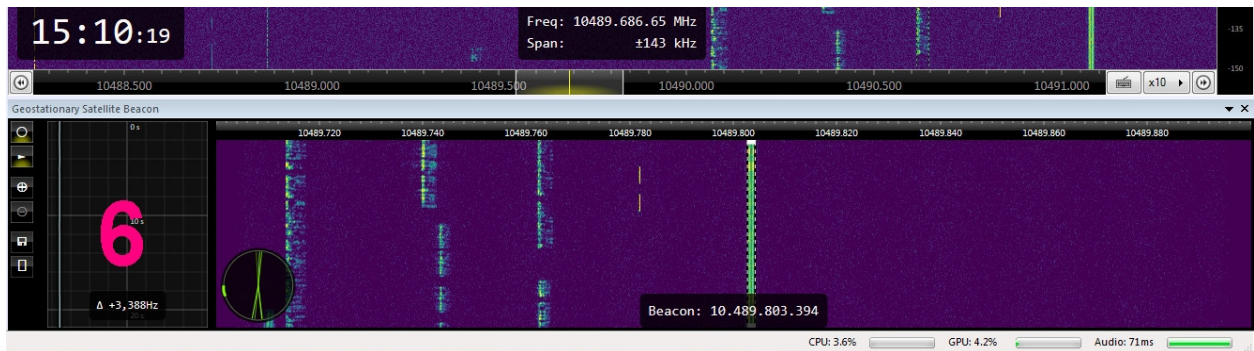 15:10:19
Freq: 10489.686.65 MHz
Span: ±143 kHz
-135
-150
10488.500 10489.000 10489.500 10490.000 10490.500 10491.000
x10
Geostationary Satellite Beacon
0 s
10489.720 10489.740 10489.760 10489.780 10489.800 10489.820 10489.840 10489.860 10489.880
6
10 s
Δ +3,388Hz
20 s
Beacon: 10.489.803.394
CPU: 3.6% GPU: 4.2% Audio: 71ms